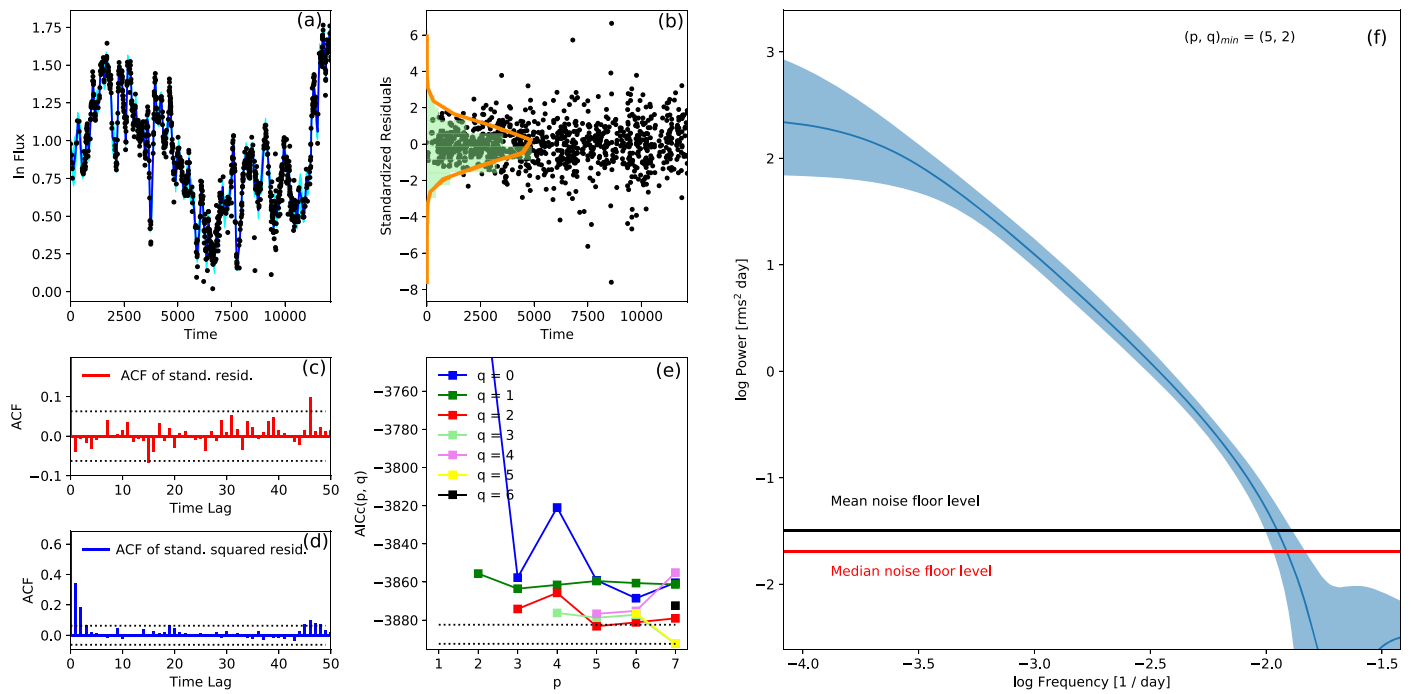 (a)
1.75
1.50
1.25
1.00
0.75
0.50
0.25
0.00
ln Flux
0 2500 5000 7500 10000
Time
(b)
6
4
2
0
−2
−4
−6
−8
Standardized Residuals
0 2500 5000 7500 10000
Time
(c)
ACF of stand. resid.
0.1
0.0
−0.1
ACF
0 10 20 30 40 50
Time Lag
(d)
ACF of stand. squared resid.
0.6
0.4
0.2
0.0
ACF
0 10 20 30 40 50
Time Lag
(e)
q = 0
q = 1
q = 2
q = 3
q = 4
q = 5
q = 6
−3760
−3780
−3800
−3820
−3840
−3860
−3880
AICc(p, q)
1 2 3 4 5 6 7
p
(p, q)min = (5, 2)
(f)
3
2
1
0
−1
−2
log Power [rms² day]
Mean noise floor level
Median noise floor level
−4.0 −3.5 −3.0 −2.5 −2.0 −1.5
log Frequency [1 / day]